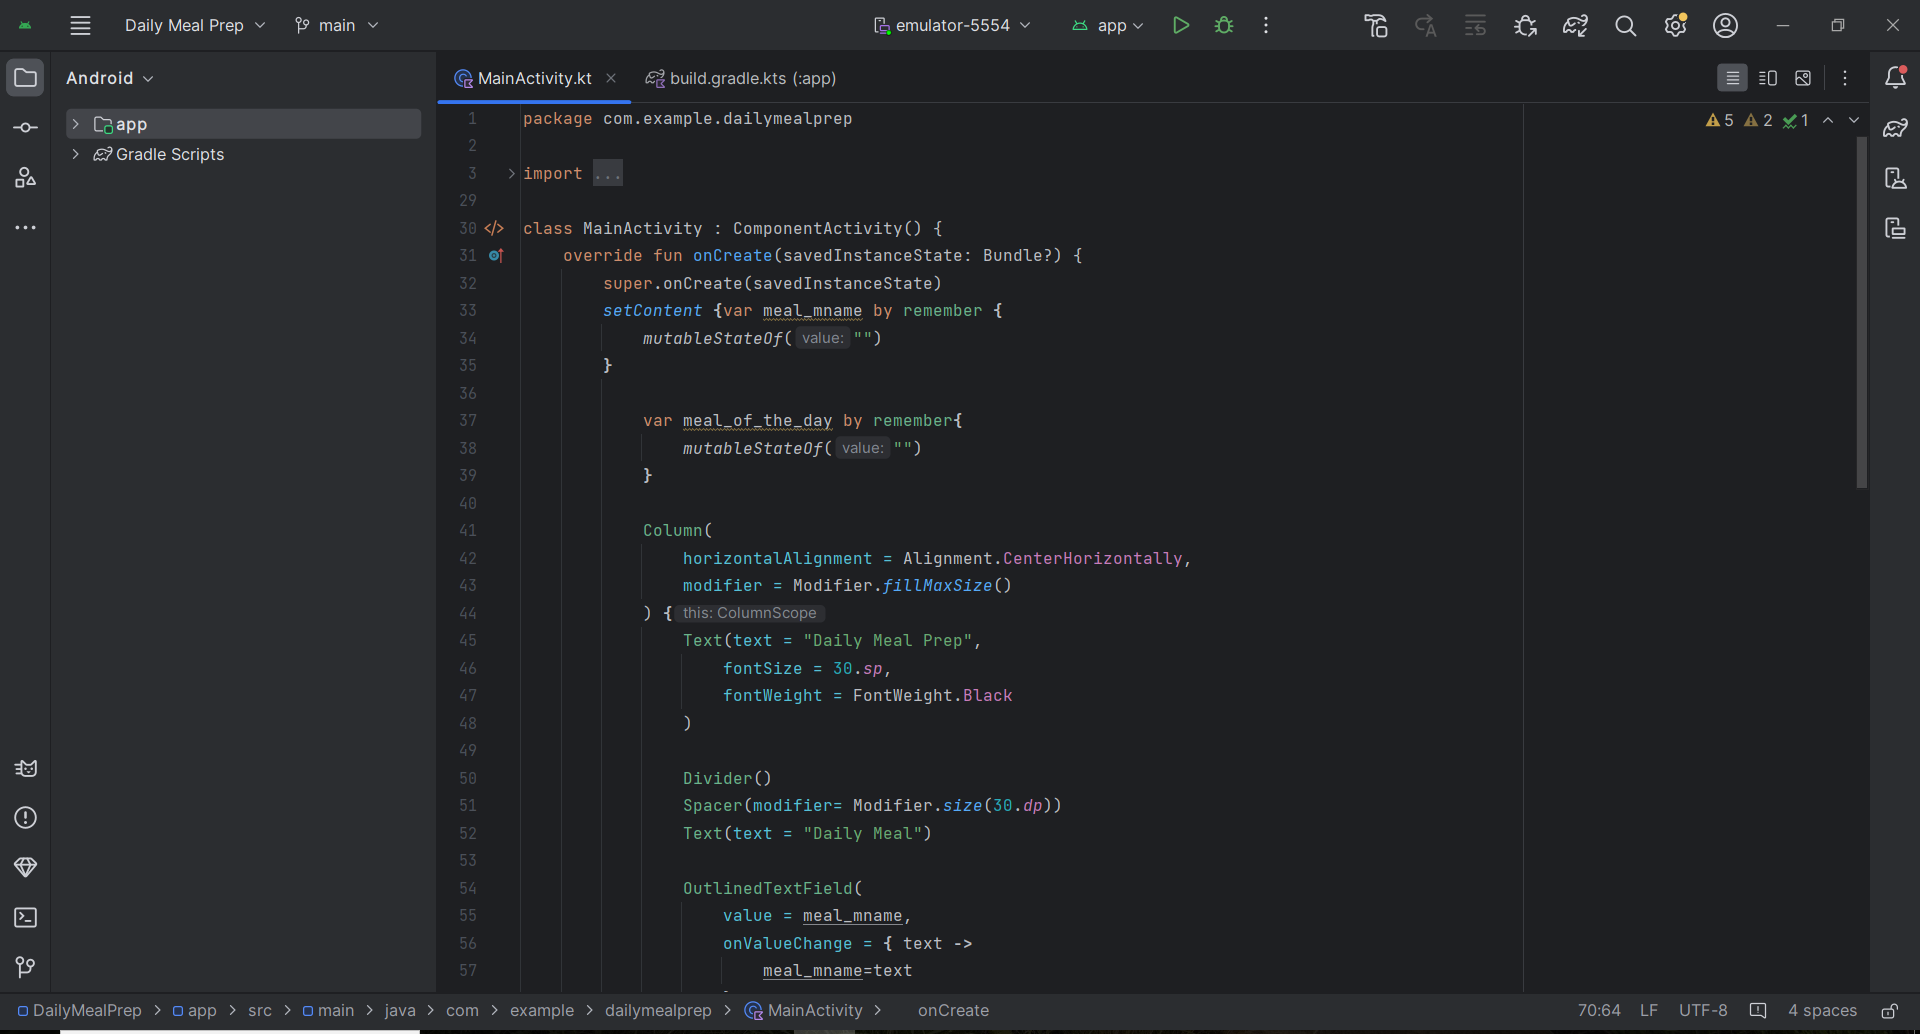 Daily Meal Prep main emulator-5554 app
Android
MainActivity.kt build.gradle.kts (:app)
app
Gradle Scripts
5 2 1
1 package com.example.dailymealprep
2
3 import ...
29
30 class MainActivity : ComponentActivity() {
31 override fun onCreate(savedInstanceState: Bundle?) {
32 super.onCreate(savedInstanceState)
33 setContent {var meal_mname by remember {
34 mutableStateOf( value: "")
35 }
36
37 var meal_of_the_day by remember{
38 mutableStateOf( value: "")
39 }
40
41 Column(
42 horizontalAlignment = Alignment.CenterHorizontally,
43 modifier = Modifier.fillMaxSize()
44 ) { this: ColumnScope
45 Text(text = "Daily Meal Prep",
46 fontSize = 30.sp,
47 fontWeight = FontWeight.Black
48 )
49
50 Divider()
51 Spacer(modifier= Modifier.size(30.dp))
52 Text(text = "Daily Meal")
53
54 OutlinedTextField(
55 value = meal_mname,
56 onValueChange = { text ->
57 meal_mname=text
DailyMealPrep > app > src > main > java > com > example > dailymealprep > MainActivity > onCreate 70:64 LF UTF-8 4 spaces